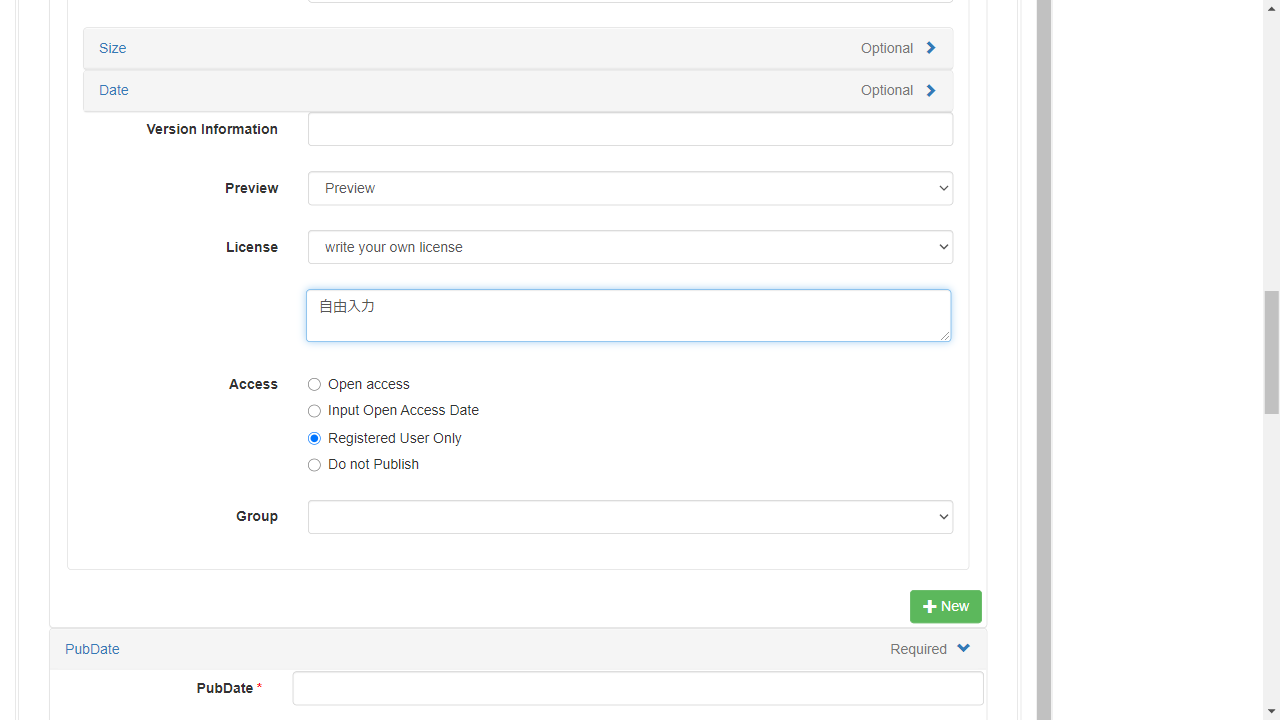 Size Optional
Date Optional
Version Information
Preview Preview
License write your own license
自由入力
Access Open access
Input Open Access Date
Registered User Only
Do not Publish
Group
New
PubDate Required
PubDate *